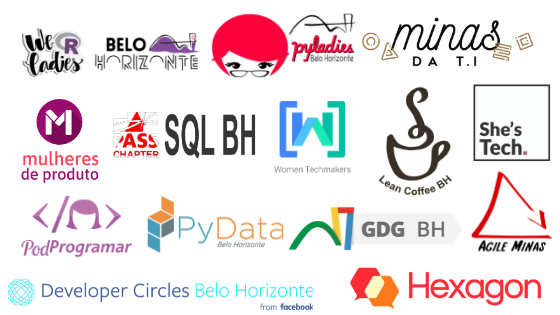 We R
Ladies
BELO
HORIZONTE
pyladies
Belo Horizonte
minas
DA T.I
M
mulheres
de produto
PASS
CHAPTER
SQL BH
W
Women Techmakers
Lean Coffee BH
She's
Tech.
PodProgramar
PyData
Belo Horizonte
GDG BH
AGILE MINAS
Developer Circles Belo Horizonte
from facebook
Hexagon